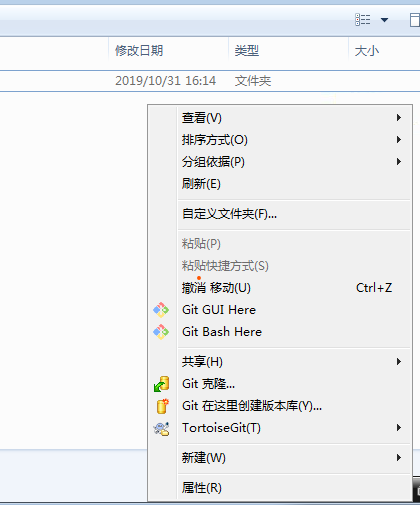 修改日期 类型 大小
2019/10/31 16:14 文件夹
查看(V)
排序方式(O)
分组依据(P)
刷新(E)
自定义文件夹(F)...
粘贴(P)
粘贴快捷方式(S)
撤消 移动(U) Ctrl+Z
Git GUI Here
Git Bash Here
共享(H)
Git 克隆...
Git 在这里创建版本库(Y)...
TortoiseGit(T)
新建(W)
属性(R)